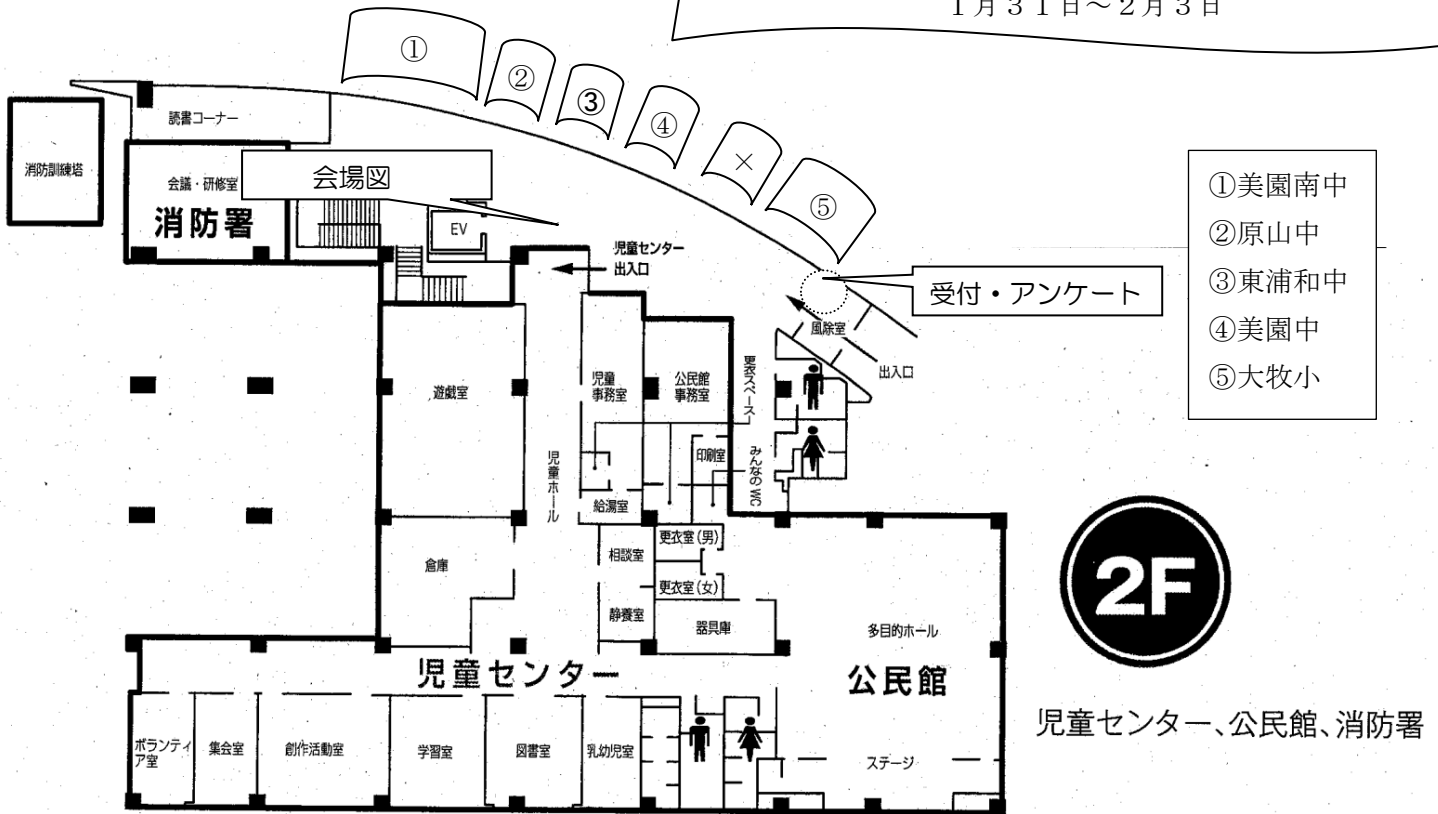 1月31日～2月3日
①
②
③
④
×
⑤
読書コーナー
消防訓練塔
会議・研修室
消防署
会場図
EV
児童センター
出入口
①美園南中
②原山中
③東浦和中
④美園中
⑤大牧小
受付・アンケート
風除室
出入口
遊戯室
児童
事務室
公民館
事務室
更衣スペース
児童ホール
印刷室
みんなのWC
給湯室
倉庫
相談室
更衣室(男)
更衣室(女)
静養室
器具庫
多目的ホール
2F
児童センター
公民館
児童センター、公民館、消防署
ボランティ
ア室
集会室
創作活動室
学習室
図書室
乳幼児室
ステージ